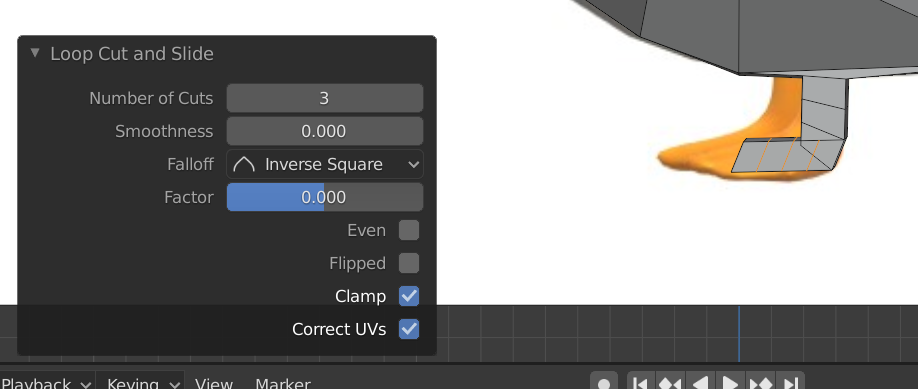 Loop Cut and Slide
Number of Cuts 3
Smoothness 0.000
Falloff Inverse Square
Factor 0.000
Even
Flipped
Clamp
Correct UVs
Playback Keying View Marker